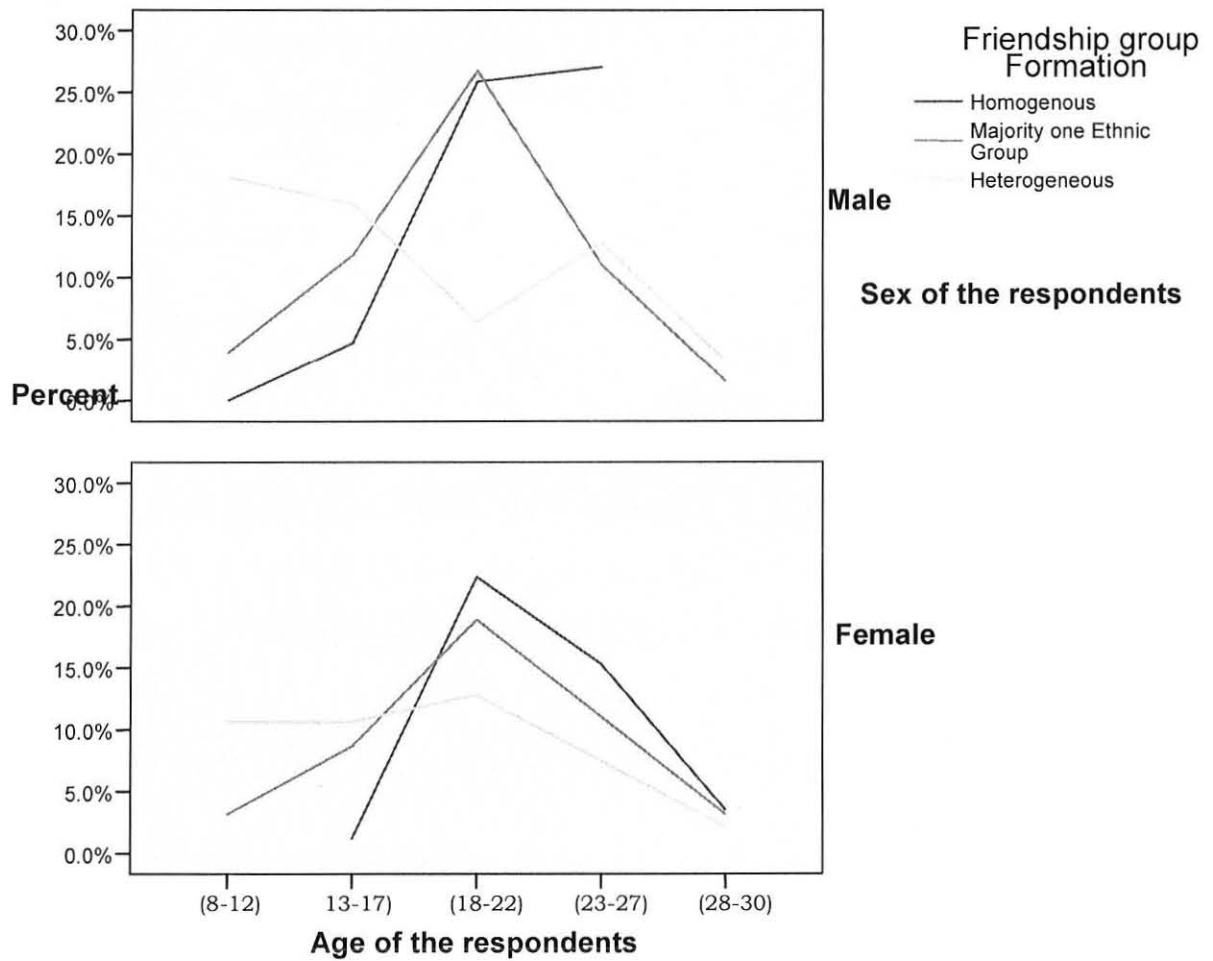 Friendship group
Formation
Homogenous
Majority one Ethnic
Group
Heterogeneous
30.0%
25.0%
20.0%
15.0%
10.0%
5.0%
0.0%
Percent
Male
Sex of the respondents
30.0%
25.0%
20.0%
15.0%
10.0%
5.0%
0.0%
Female
(8-12) 13-17) (18-22) (23-27) (28-30)
Age of the respondents